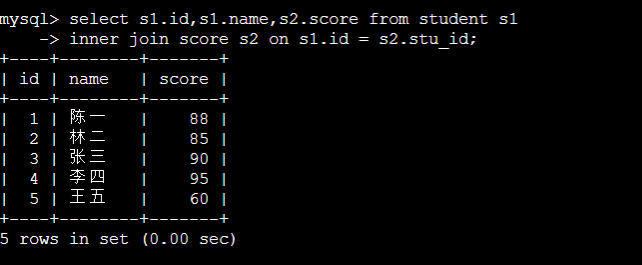 mysql> select s1.id,s1.name,s2.score from student s1
    -> inner join score s2 on s1.id = s2.stu_id;
+----+--------+-------+
| id | name   | score |
+----+--------+-------+
|  1 | 陈一   |    88 |
|  2 | 林二   |    85 |
|  3 | 张三   |    90 |
|  4 | 李四   |    95 |
|  5 | 王五   |    60 |
+----+--------+-------+
5 rows in set (0.00 sec)